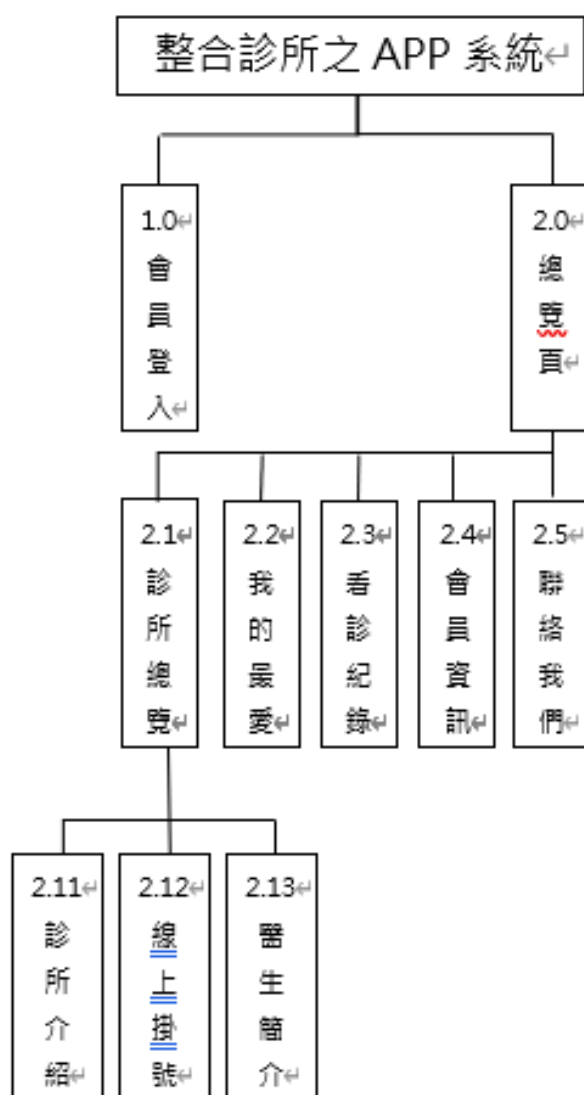 整合診所之 APP 系統
1.0
會員登入
2.0
總覽頁
2.1
診所總覽
2.2
我的最愛
2.3
看診紀錄
2.4
會員資訊
2.5
聯絡我們
2.11
診所介紹
2.12
線上掛號
2.13
醫生簡介